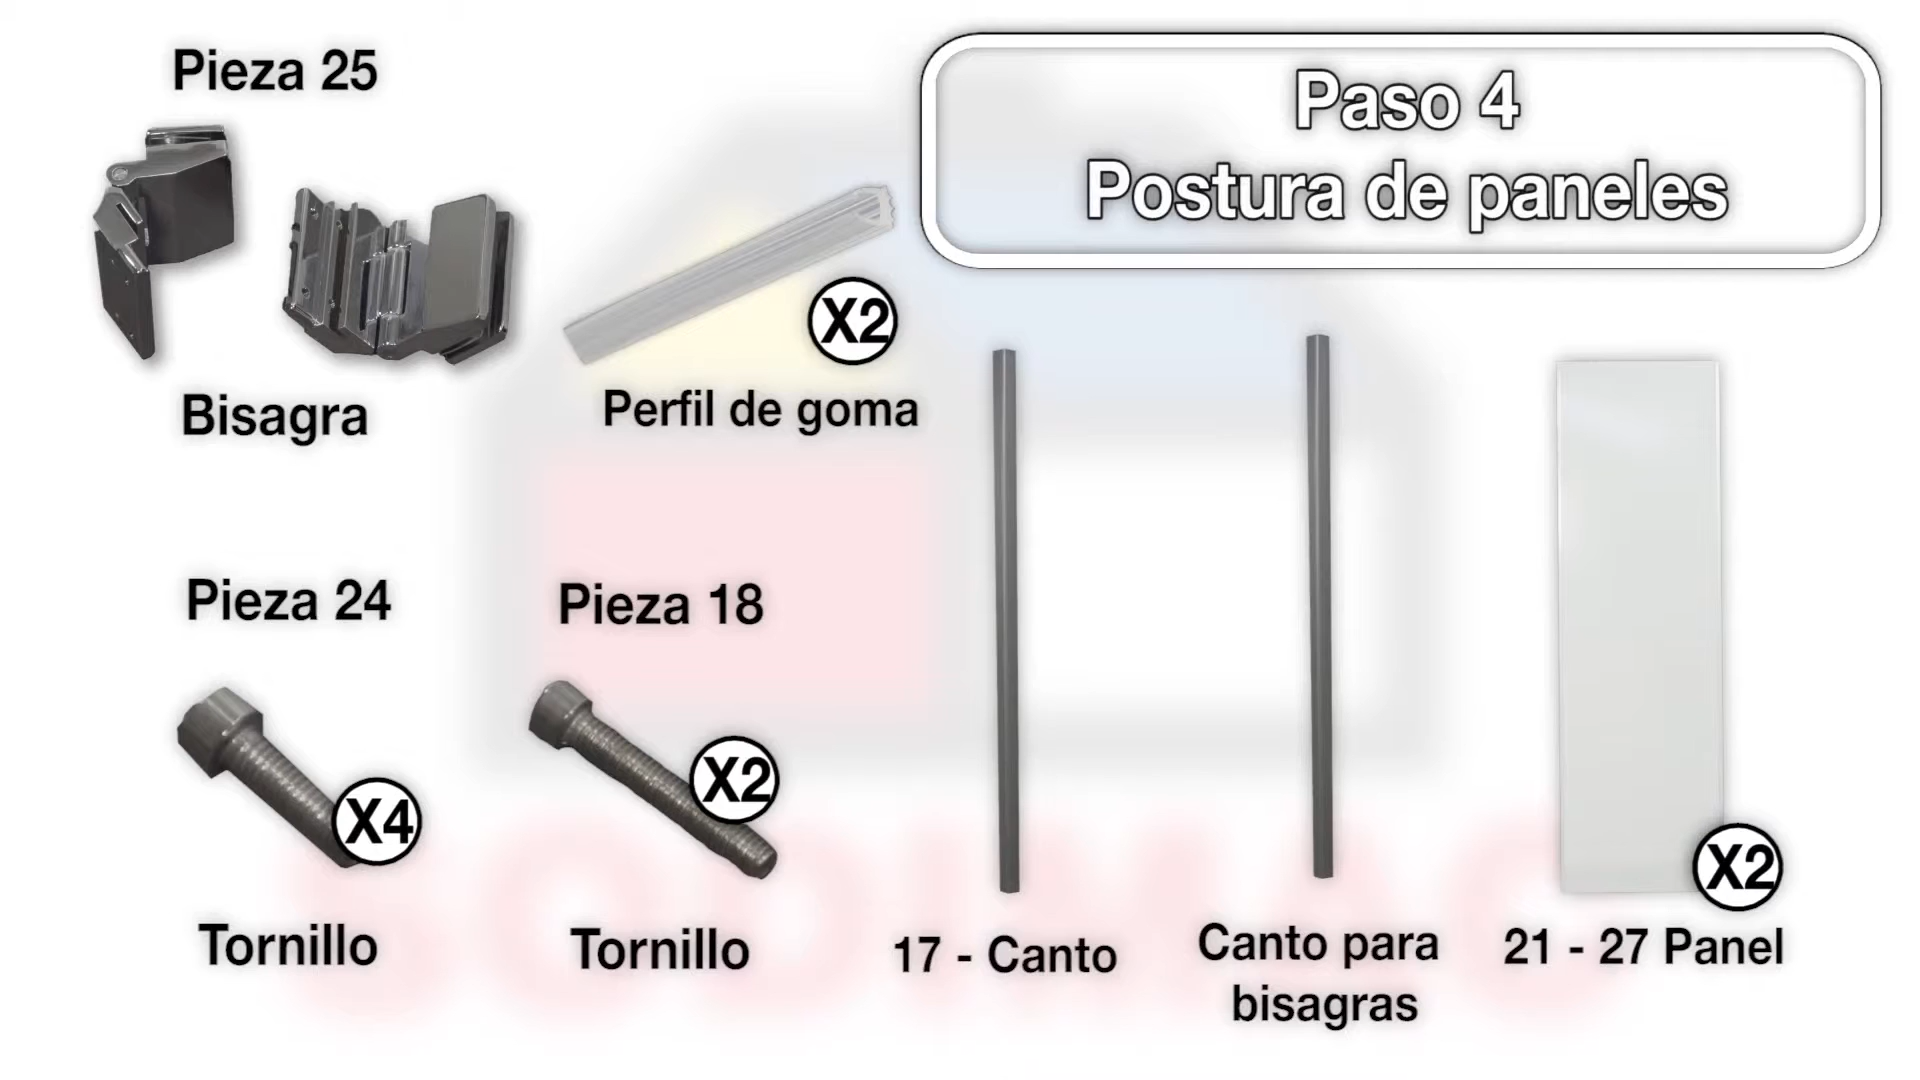 Pieza 25
Paso 4
Postura de paneles
X2
Bisagra
Perfil de goma
Pieza 24
Pieza 18
X4
X2
X2
Tornillo
Tornillo
17 - Canto
Canto para
bisagras
21 - 27 Panel
SODIMAC